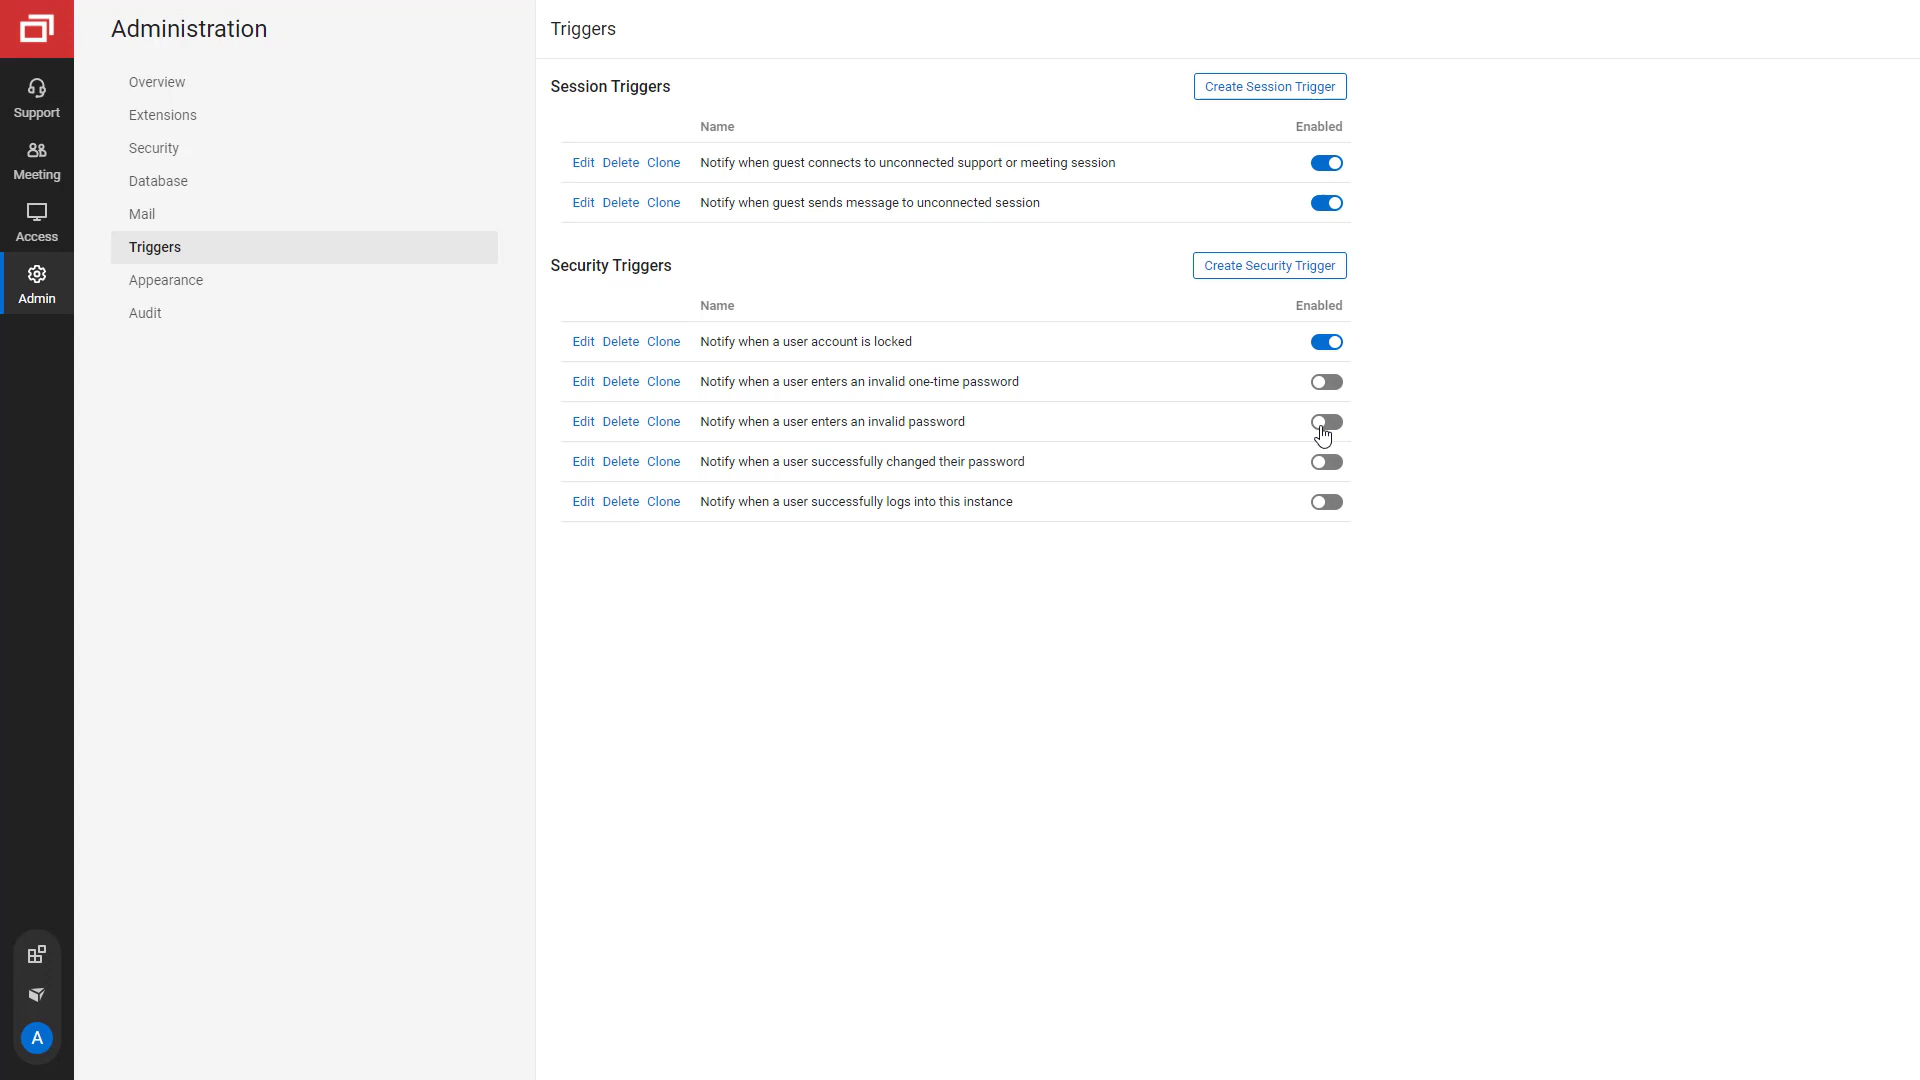 Administration
Triggers
Support
Meeting
Access
Admin
A
Overview
Extensions
Security
Database
Mail
Triggers
Appearance
Audit
Session Triggers
Create Session Trigger
Name Enabled
Edit Delete Clone Notify when guest connects to unconnected support or meeting session
Edit Delete Clone Notify when guest sends message to unconnected session
Security Triggers
Create Security Trigger
Name Enabled
Edit Delete Clone Notify when a user account is locked
Edit Delete Clone Notify when a user enters an invalid one-time password
Edit Delete Clone Notify when a user enters an invalid password
Edit Delete Clone Notify when a user successfully changed their password
Edit Delete Clone Notify when a user successfully logs into this instance